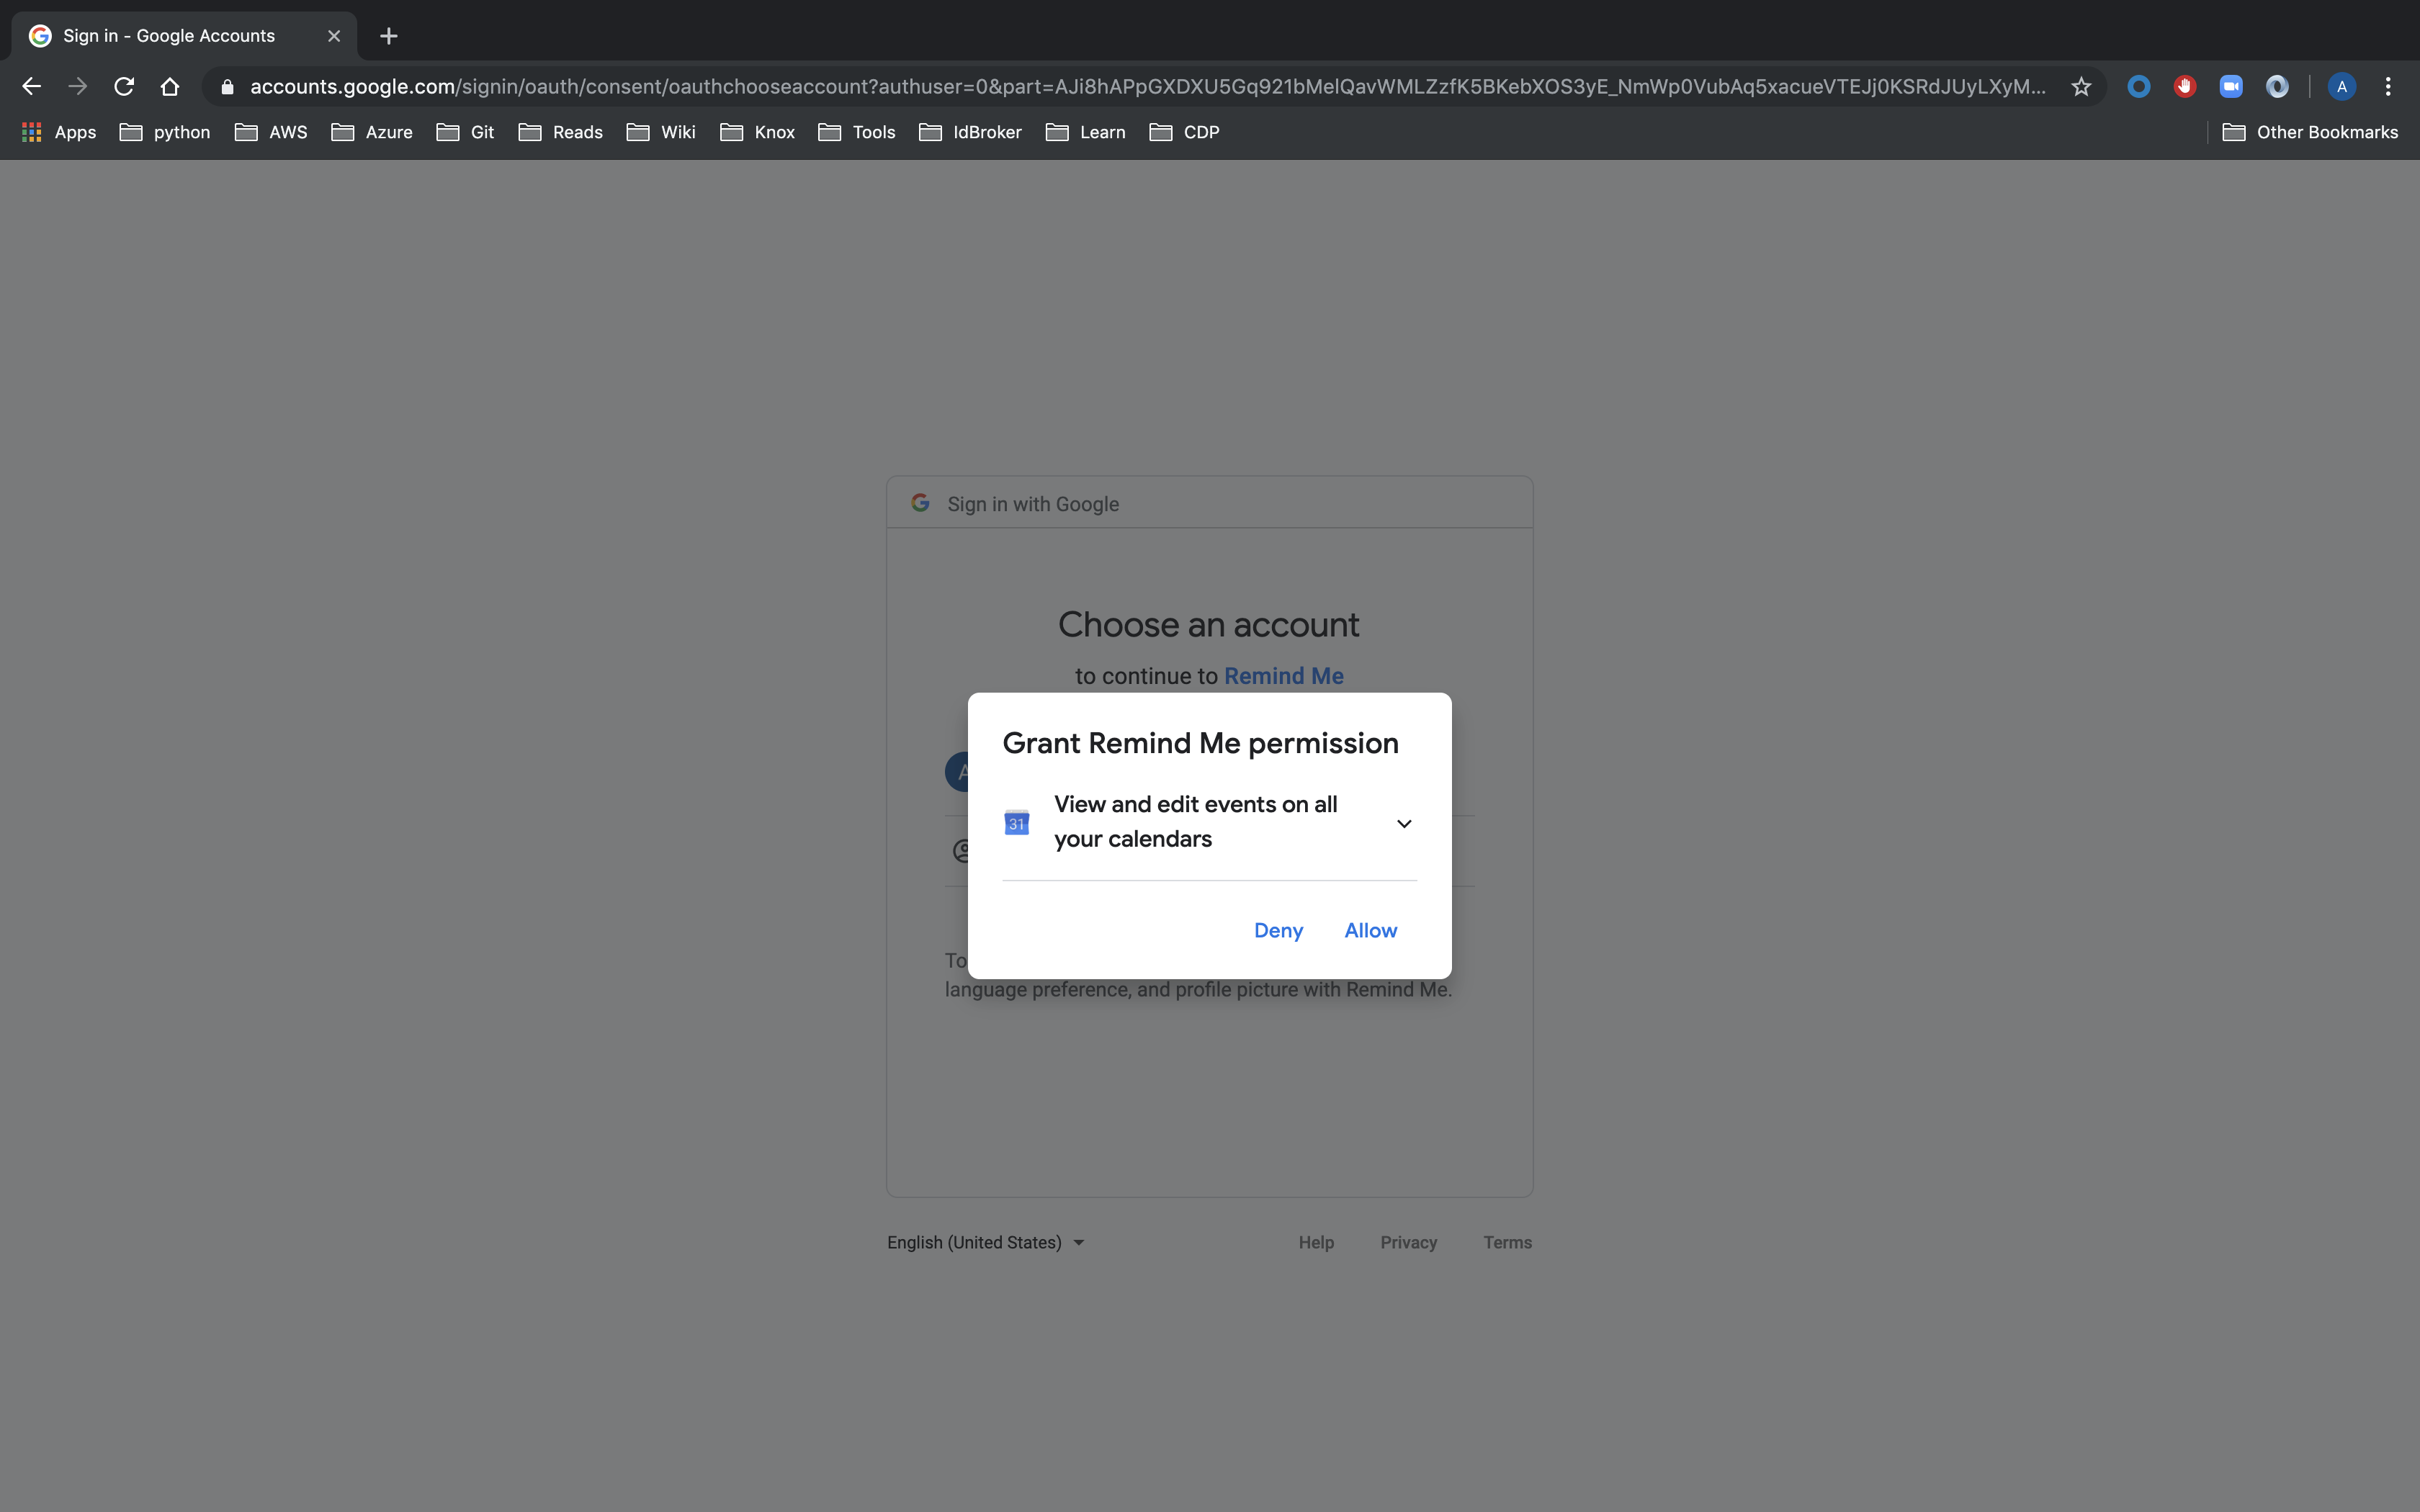 Sign in - Google Accounts
accounts.google.com/signin/oauth/consent/oauthchooseaccount?authuser=0&part=AJi8hAPpGXDXU5Gq921bMelQavWMLZzfK5BKebXOS3yE_NmWp0VubAq5xacueVTEJj0KSRdJUyLXyM...
A
Apps python AWS Azure Git Reads Wiki Knox Tools IdBroker Learn CDP Other Bookmarks
Sign in with Google
Choose an account
to continue to Remind Me
Grant Remind Me permission
A
View and edit events on all
31
your calendars
Deny Allow
To
language preference, and profile picture with Remind Me.
English (United States) Help Privacy Terms